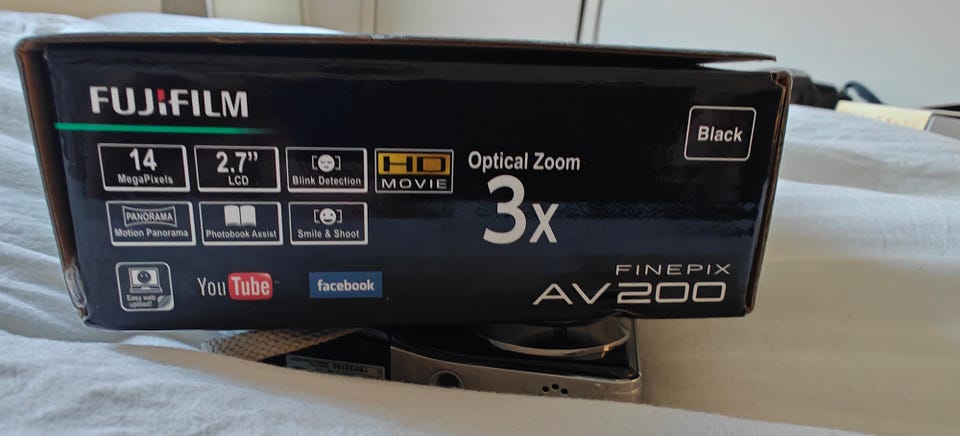 FUJIFILM
Black
14
MegaPixels
2.7”
LCD
Blink Detection
HD
MOVIE
Optical Zoom
3x
PANORAMA
Motion Panorama
Photobook Assist
Smile & Shoot
Easy web
upload!
YouTube
facebook
FINEPIX
AV200